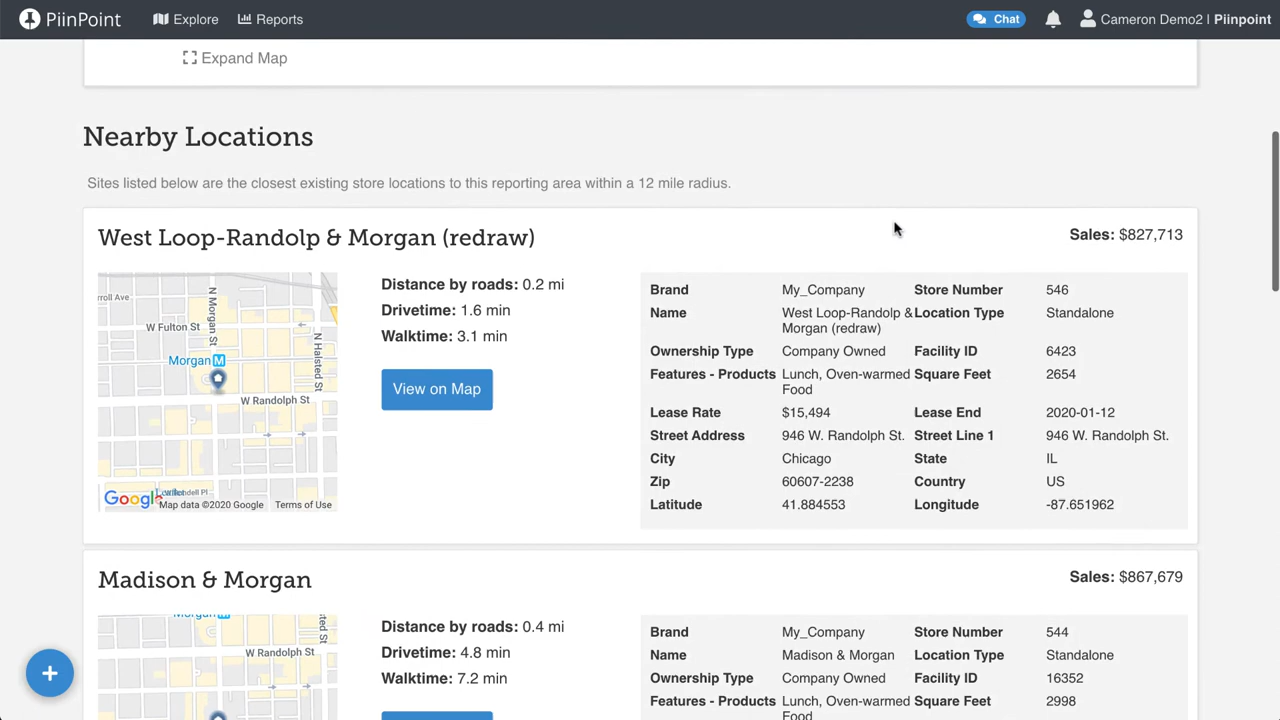 PiinPoint Explore Reports Chat Cameron Demo2 | Piinpoint
Expand Map
Nearby Locations
Sites listed below are the closest existing store locations to this reporting area within a 12 mile radius.
West Loop-Randolp & Morgan (redraw)
Sales: $827,713
rroll Ave
N Morgan St
W Fulton St
N Halsted St
Morgan M
W Randolph St
Google
Map data ©2020 Google
Terms of Use
Distance by roads: 0.2 mi
Drivetime: 1.6 min
Walktime: 3.1 min
View on Map
Brand My_Company Store Number 546
Name West Loop-Randolp & Location Type Standalone
Morgan (redraw)
Ownership Type Company Owned Facility ID 6423
Features - Products Lunch, Oven-warmed Square Feet 2654
Food
Lease Rate $15,494 Lease End 2020-01-12
Street Address 946 W. Randolph St. Street Line 1 946 W. Randolph St.
City Chicago State IL
Zip 60607-2238 Country US
Latitude 41.884553 Longitude -87.651962
Madison & Morgan
Sales: $867,679
Morgan M
W Randolph St
Distance by roads: 0.4 mi
Drivetime: 4.8 min
Walktime: 7.2 min
Brand My_Company Store Number 544
Name Madison & Morgan Location Type Standalone
Ownership Type Company Owned Facility ID 16352
Features - Products Lunch, Oven-warmed Square Feet 2998
Food